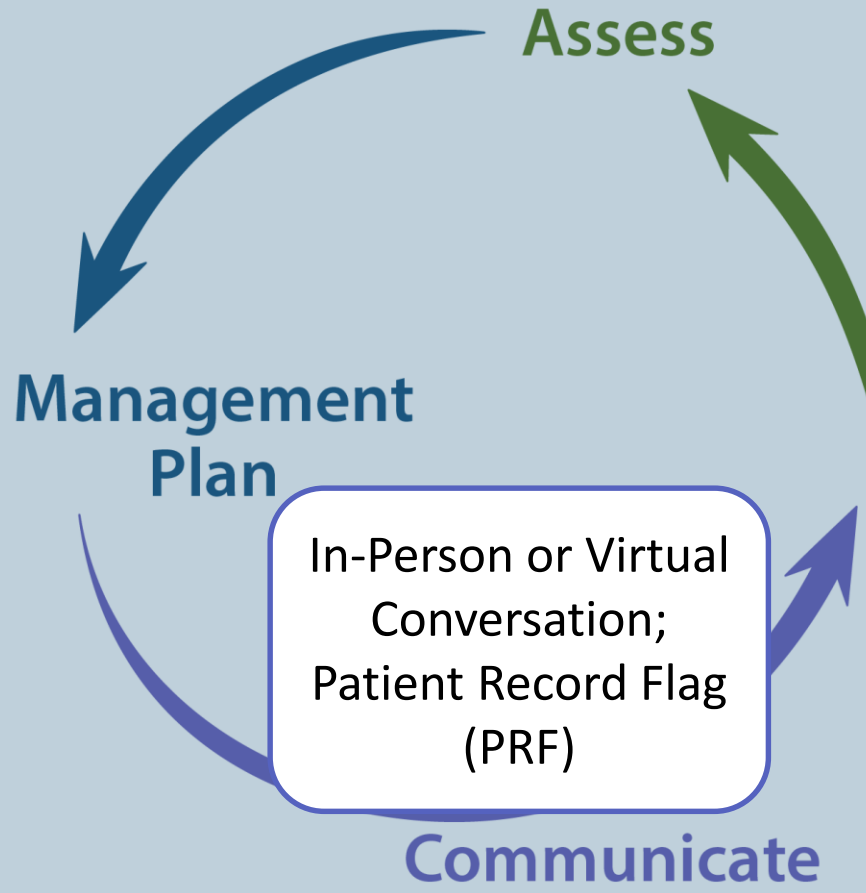 Assess
Management
Plan
In-Person or Virtual
Conversation;
Patient Record Flag
(PRF)
Communicate